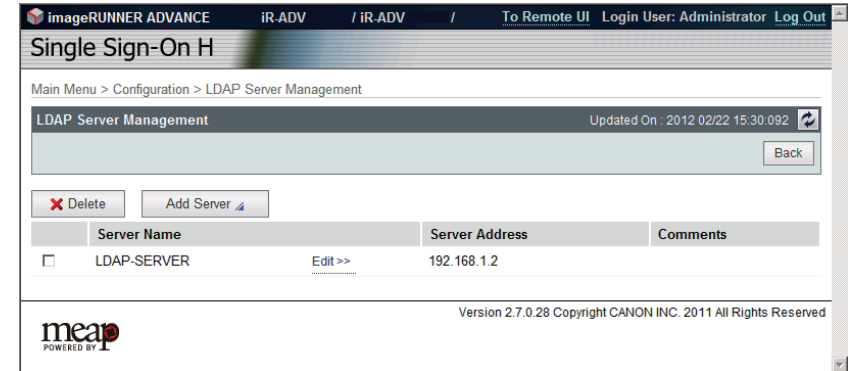 imageRUNNER ADVANCE iR-ADV / iR-ADV / To Remote UI Login User: Administrator Log Out
Single Sign-On H
Main Menu > Configuration > LDAP Server Management
LDAP Server Management Updated On : 2012 02/22 15:30:092
Back
Delete Add Server
Server Name Server Address Comments
LDAP-SERVER Edit >> 192.168.1.2
Version 2.7.0.28 Copyright CANON INC. 2011 All Rights Reserved
meap
POWERED BY